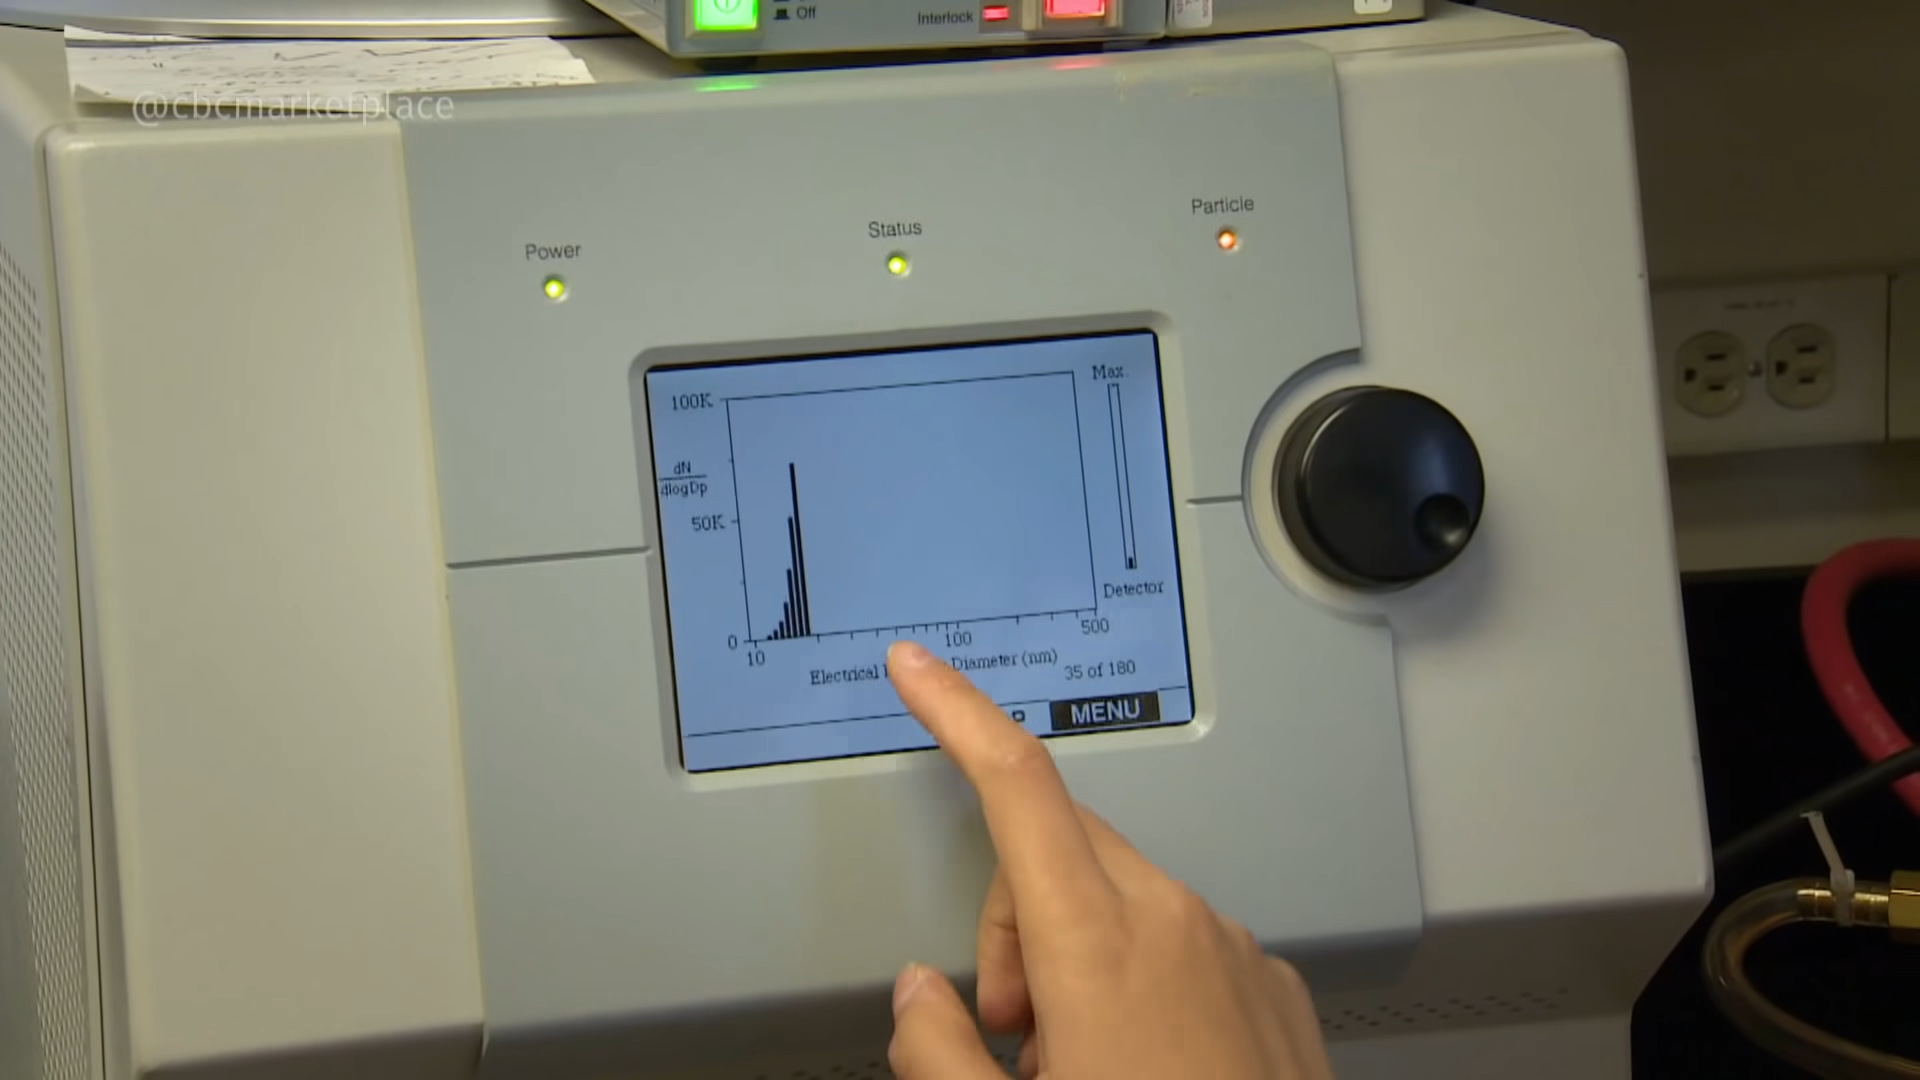 Off
Interlock
@cbcmarketplace
Power
Status
Particle
100K
dN
dlogDp
50K
0
10
100
500
Electrical
Diameter (nm)
Max.
Detector
35 of 180
MENU